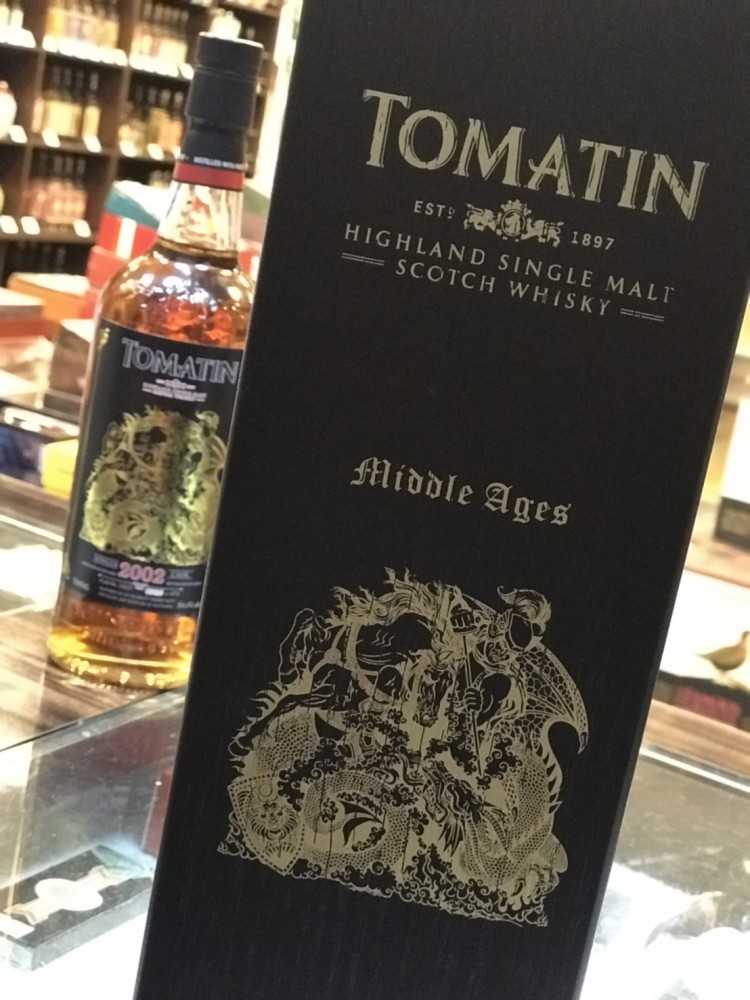 TOMATIN
ESTD 1897
HIGHLAND SINGLE MALT
SCOTCH WHISKY
Middle Ages
TOMATIN
2002